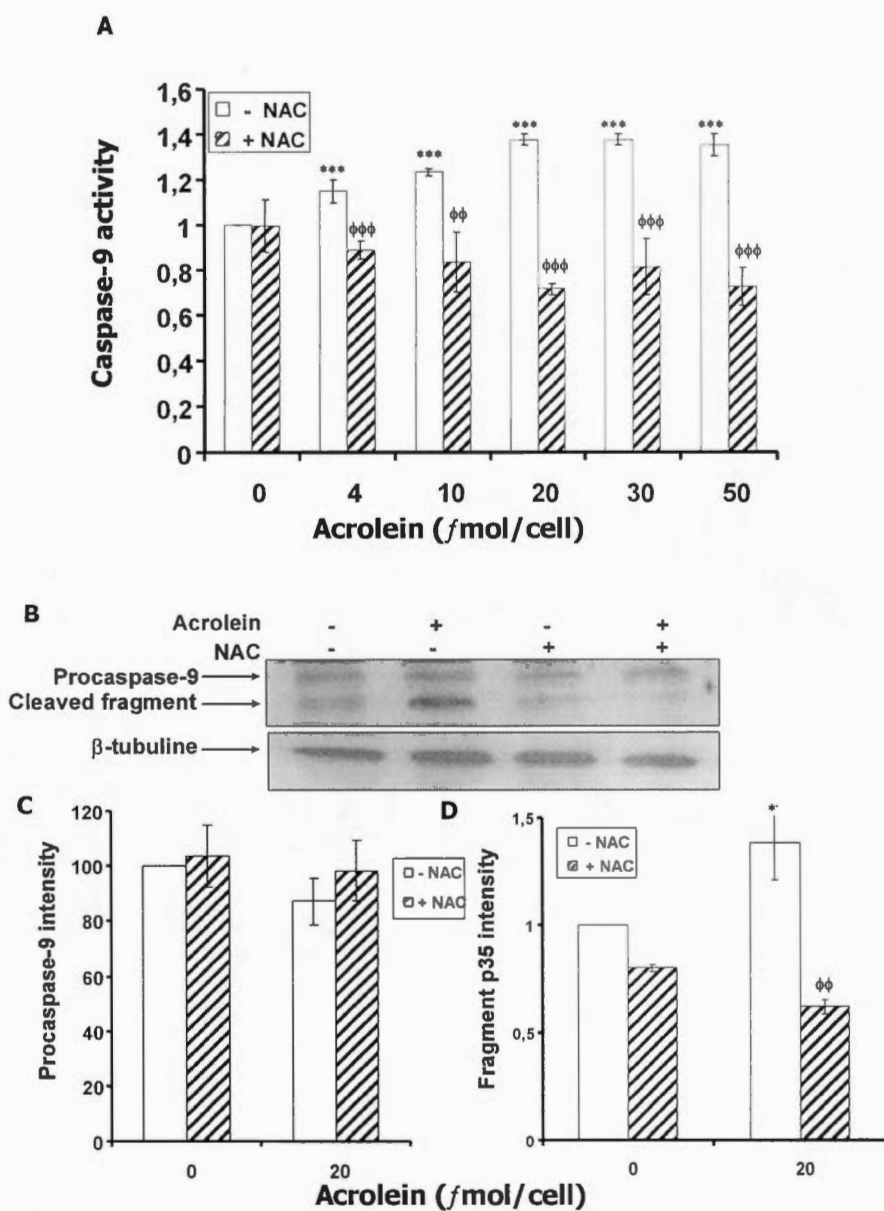 A
Caspase-9 activity
1,6
1,4
1,2
1
0,8
0,6
0,4
0,2
0
- NAC
+ NAC
***
***
***
***
***
ϕϕϕ
ϕϕ
ϕϕϕ
ϕϕϕ
ϕϕϕ
0 4 10 20 30 50
Acrolein (ƒmol/cell)
B
Acrolein - + - +
NAC - - + +
Procaspase-9
Cleaved fragment
β-tubuline
C
Procaspase-9 intensity
120
100
80
60
40
20
0
- NAC
+ NAC
0 20
D
Fragment p35 intensity
1,5
1
0,5
0
- NAC
+ NAC
*
ϕϕ
0 20
Acrolein (ƒmol/cell)